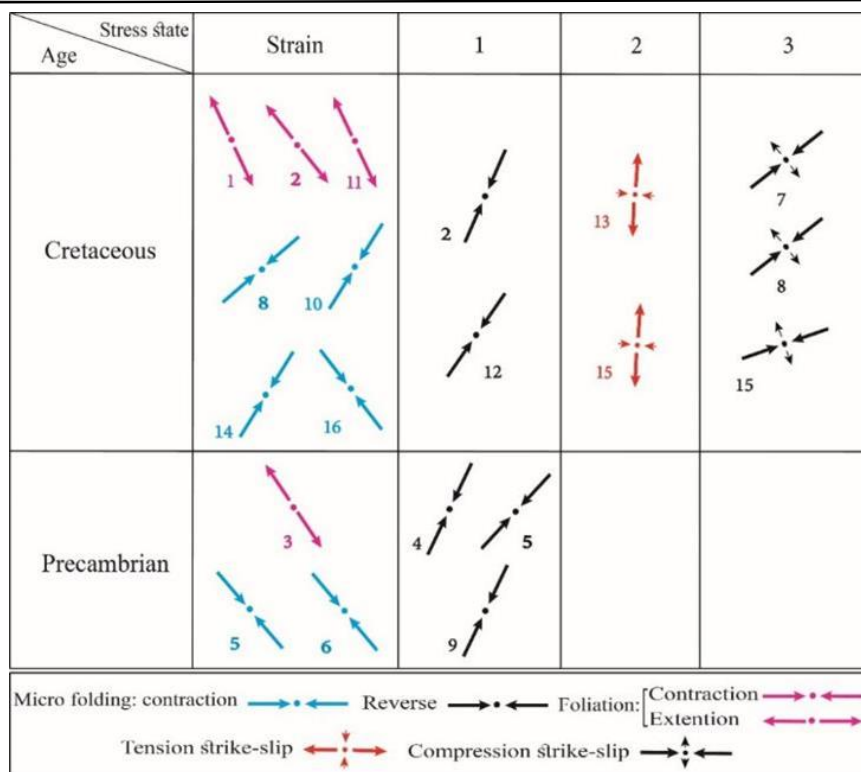 Stress state
Age
Strain
1
2
3
Cretaceous
1
2
11
8
10
14
16
2
12
13
15
7
8
15
Precambrian
3
5
6
4
5
9
Micro folding: contraction
Reverse
Foliation:
Contraction
Extention
Tension strike-slip
Compression strike-slip